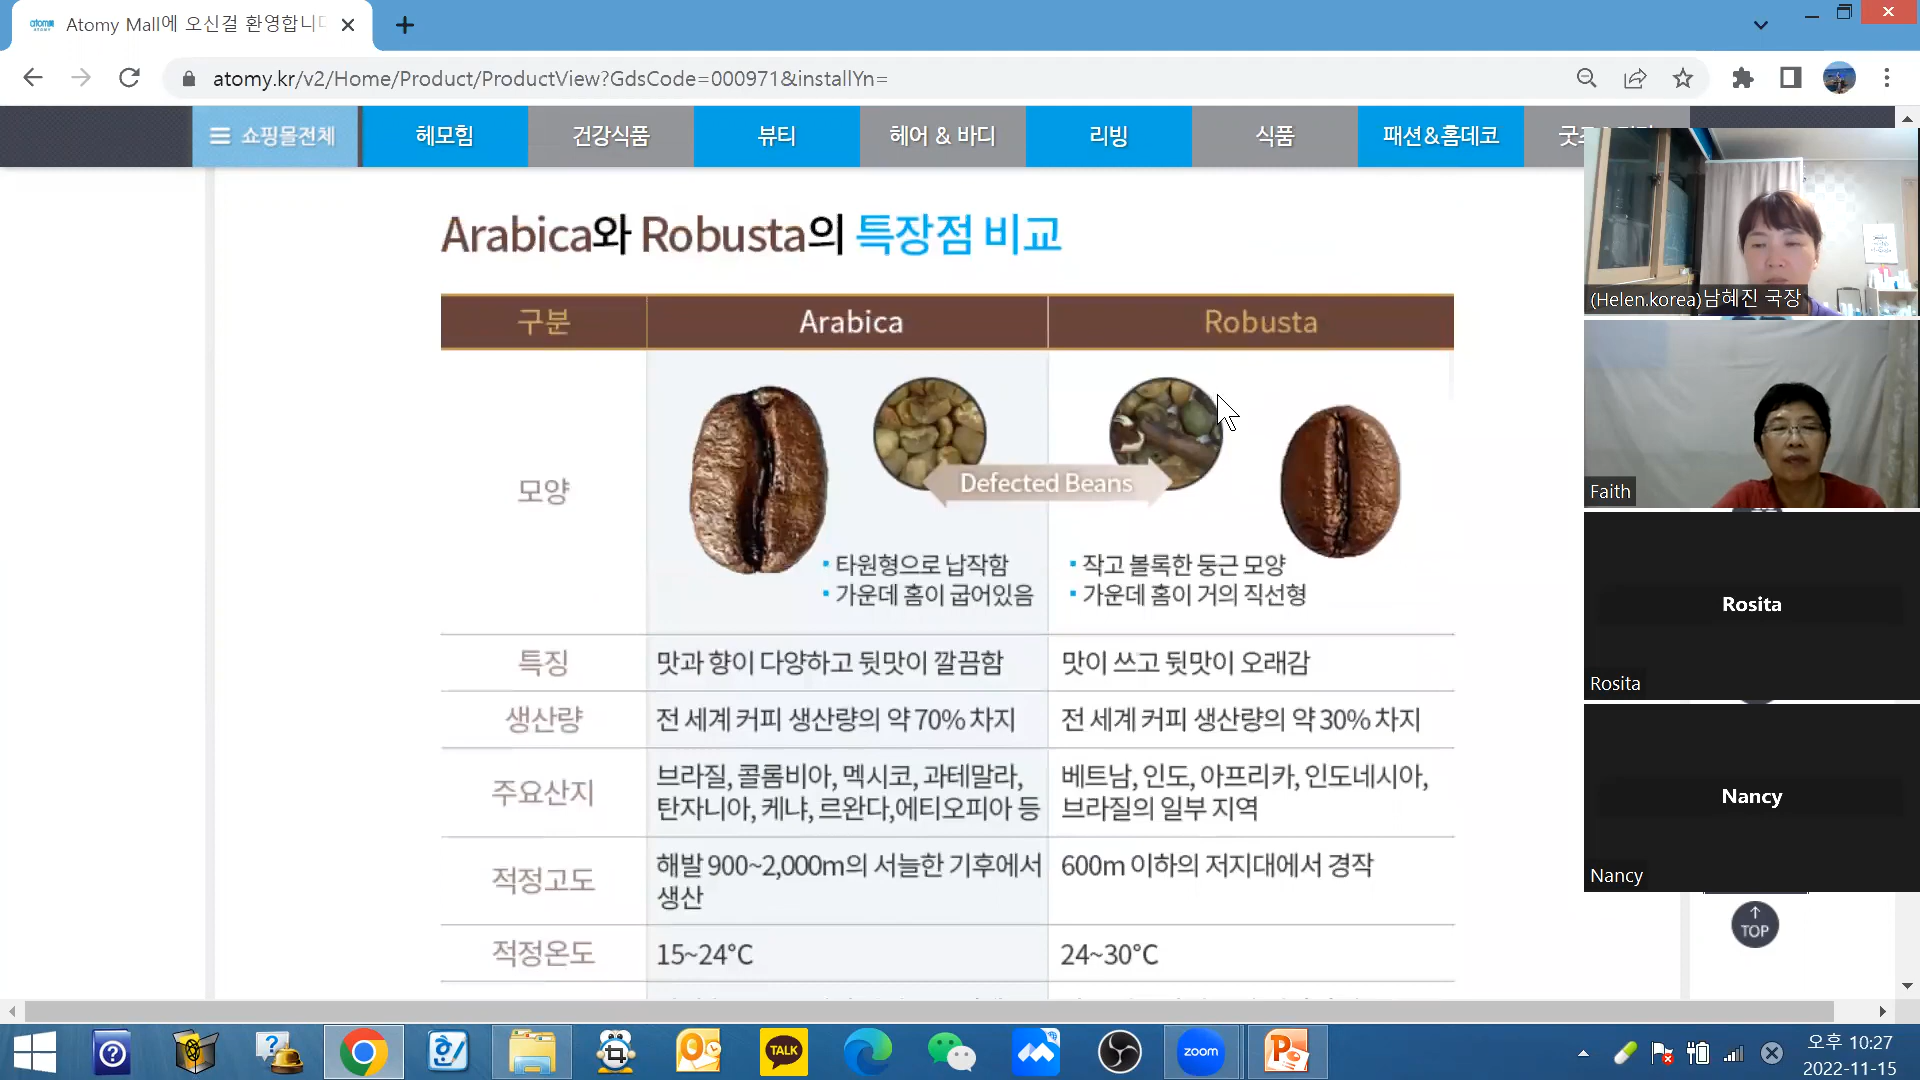 atomy Atomy Mall에 오신걸 환영합니다
atomy.kr/v2/Home/Product/ProductView?GdsCode=000971&installYn=
쇼핑몰전체 헤모힘 건강식품 뷰티 헤어 & 바디 리빙 식품 패션&홈데코
Arabica와 Robusta의 특장점 비교
구분 Arabica Robusta
모양
Defected Beans
타원형으로 납작함
가운데 홈이 굽어있음
작고 볼록한 둥근 모양
가운데 홈이 거의 직선형
특징 맛과 향이 다양하고 뒷맛이 깔끔함 맛이 쓰고 뒷맛이 오래감
생산량 전 세계 커피 생산량의 약 70% 차지 전 세계 커피 생산량의 약 30% 차지
주요산지
브라질, 콜롬비아, 멕시코, 과테말라,
탄자니아, 케냐, 르완다,에티오피아 등
베트남, 인도, 아프리카, 인도네시아,
브라질의 일부 지역
적정고도
해발 900~2,000m의 서늘한 기후에서
생산
600m 이하의 저지대에서 경작
적정온도 15~24°C 24~30°C
(Helen.korea)남혜진 국장
Faith
Rosita
Rosita
Nancy
Nancy
TOP
TALK
zoom
오후 10:27
2022-11-15